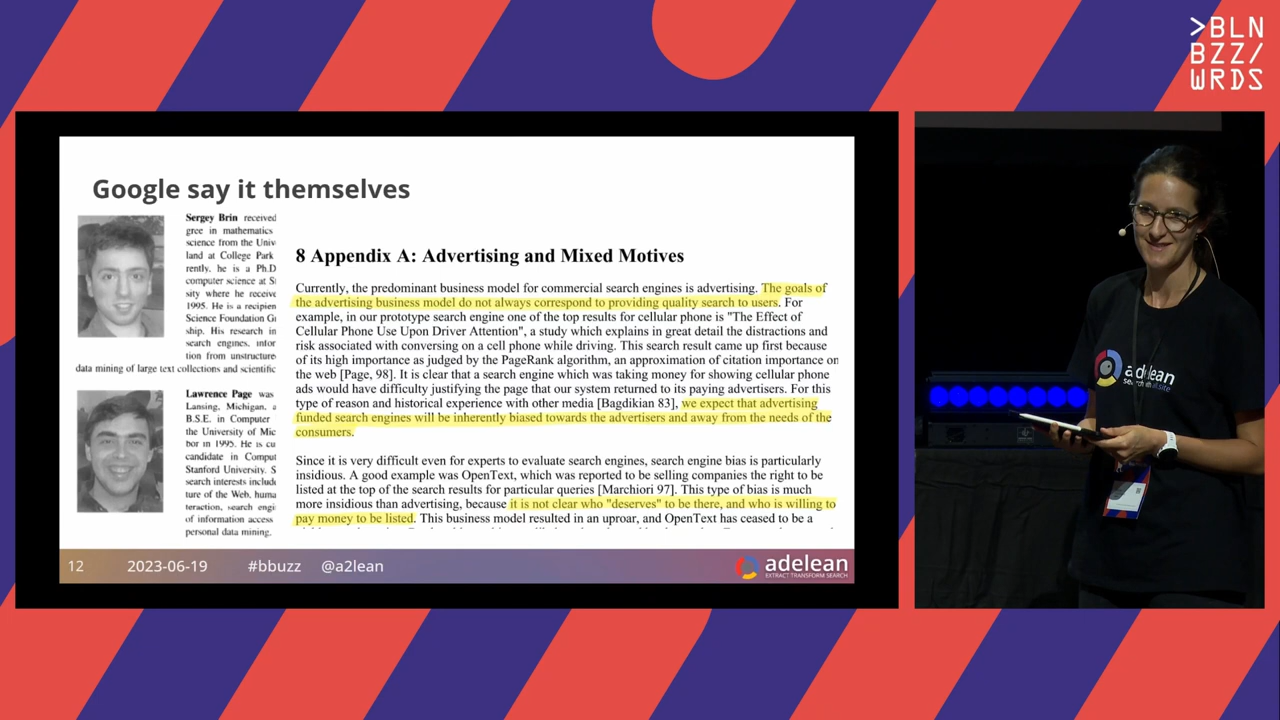 >BLN
BZZ/
WRDS
Google say it themselves
Sergey Brin received
gree in mathematics
science from the Univ
land at College Park
rently, he is a Ph.D
computer science at S
sity where he receive
1995. He is a recipien
Science Foundation Gr
ship. His research in
search engines, infor
tion from unstructure
data mining of large text collections and scientific
Lawrence Page was
Lansing, Michigan, a
B.S.E. in Computer
the University of Mic
bor in 1995. He is cu
candidate in Comput
Stanford University. S
search interests include
ture of the Web, huma
teraction, search engi
of information access
personal data mining.
8 Appendix A: Advertising and Mixed Motives
Currently, the predominant business model for commercial search engines is advertising. The goals of
the advertising business model do not always correspond to providing quality search to users. For
example, in our prototype search engine one of the top results for cellular phone is "The Effect of
Cellular Phone Use Upon Driver Attention", a study which explains in great detail the distractions and
risk associated with conversing on a cell phone while driving. This search result came up first because
of its high importance as judged by the PageRank algorithm, an approximation of citation importance on
the web [Page, 98]. It is clear that a search engine which was taking money for showing cellular phone
ads would have difficulty justifying the page that our system returned to its paying advertisers. For this
type of reason and historical experience with other media [Bagdikian 83], we expect that advertising
funded search engines will be inherently biased towards the advertisers and away from the needs of the
consumers.
Since it is very difficult even for experts to evaluate search engines, search engine bias is particularly
insidious. A good example was OpenText, which was reported to be selling companies the right to be
listed at the top of the search results for particular queries [Marchiori 97]. This type of bias is much
more insidious than advertising, because it is not clear who "deserves" to be there, and who is willing to
pay money to be listed. This business model resulted in an uproar, and OpenText has ceased to be a
12 2023-06-19 #bbuzz @a2lean
adelean
EXTRACT TRANSFORM SEARCH
adelean
search